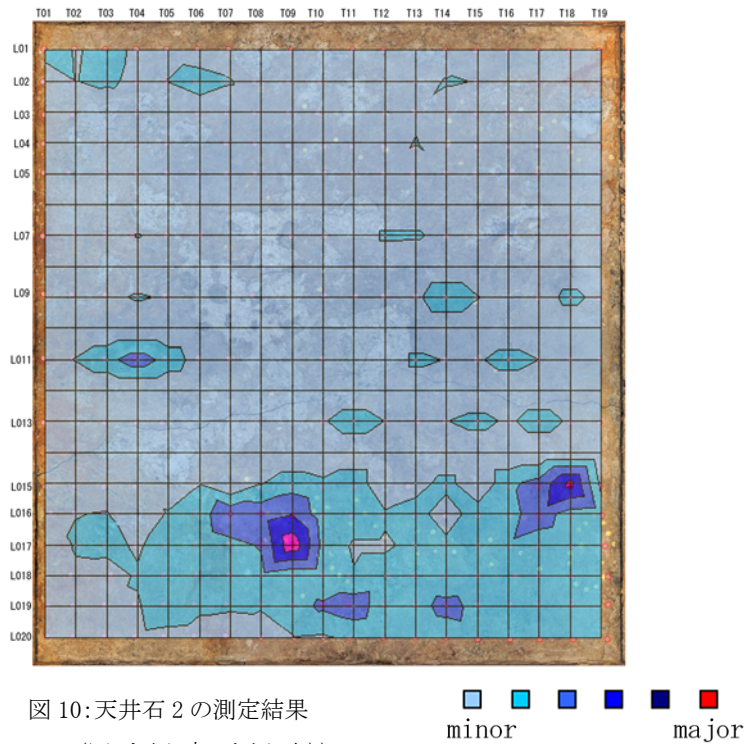 T01 T02 T03 T04 T05 T06 T07 T08 T09 T10 T11 T12 T13 T14 T15 T16 T17 T18 T19
L01
L02
L03
L04
L05
L07
L09
L011
L013
L015
L016
L017
L018
L019
L020
図 10:天井石 2 の測定結果
minor major